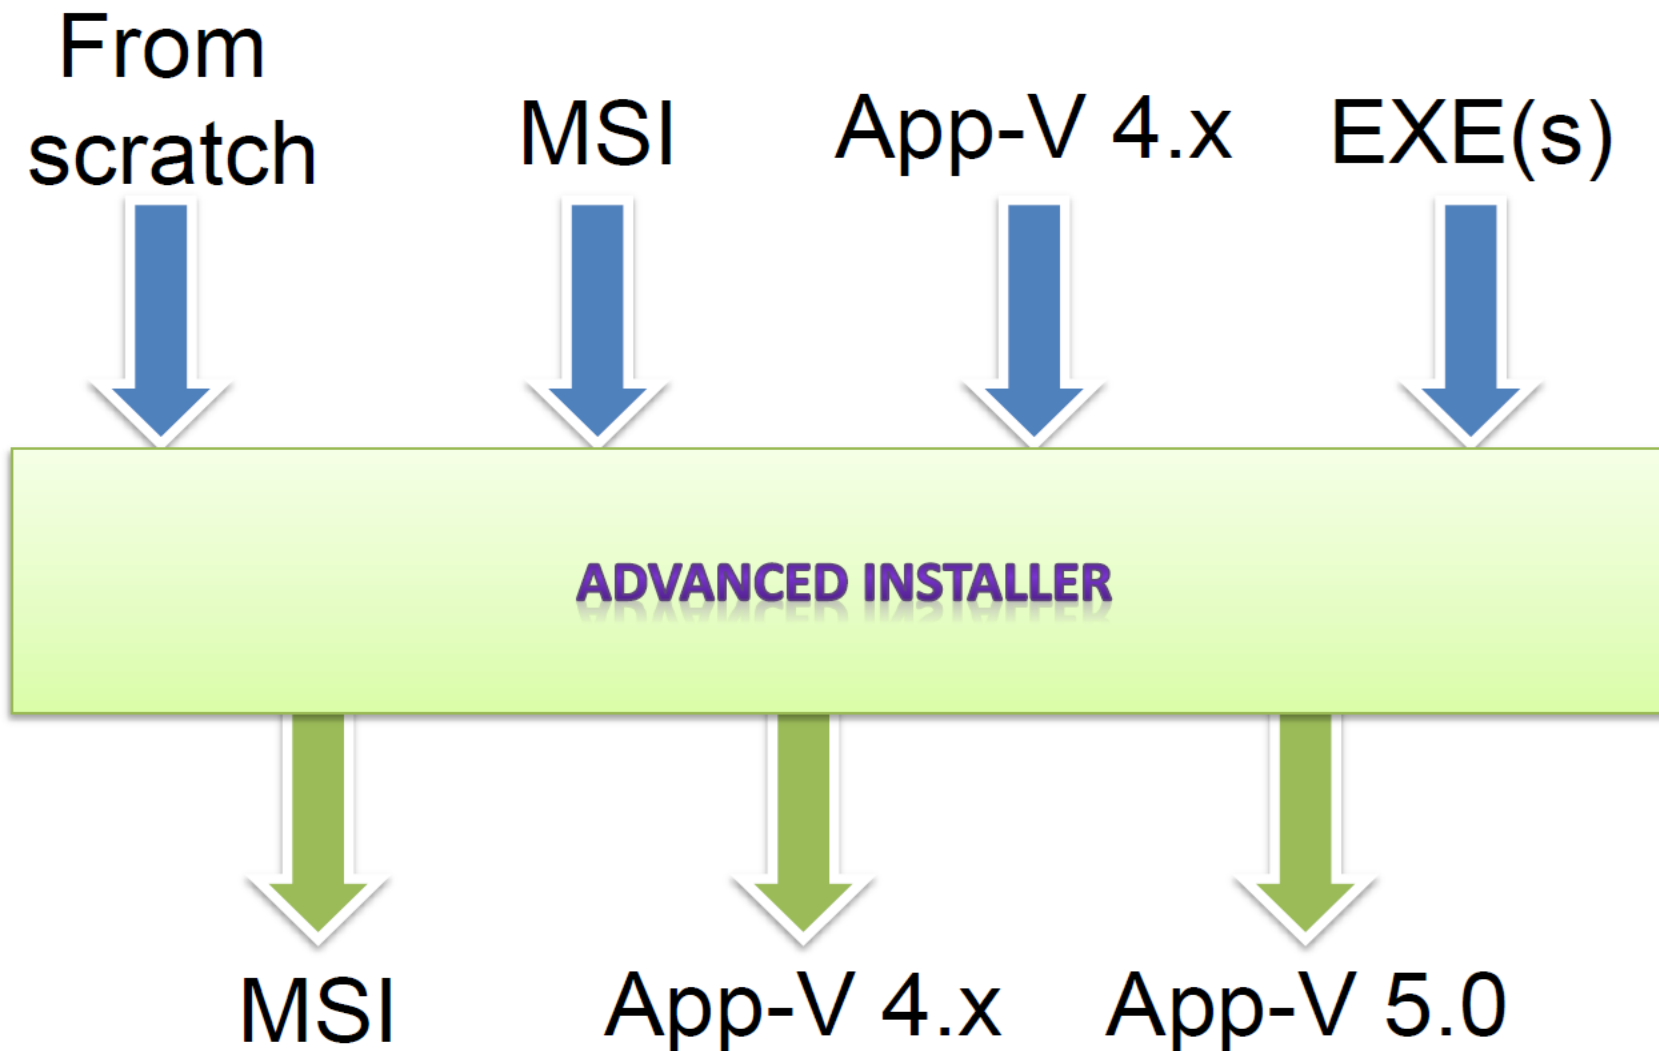 From
scratch
MSI
App-V 4.x
EXE(s)
ADVANCED INSTALLER
MSI
App-V 4.x
App-V 5.0